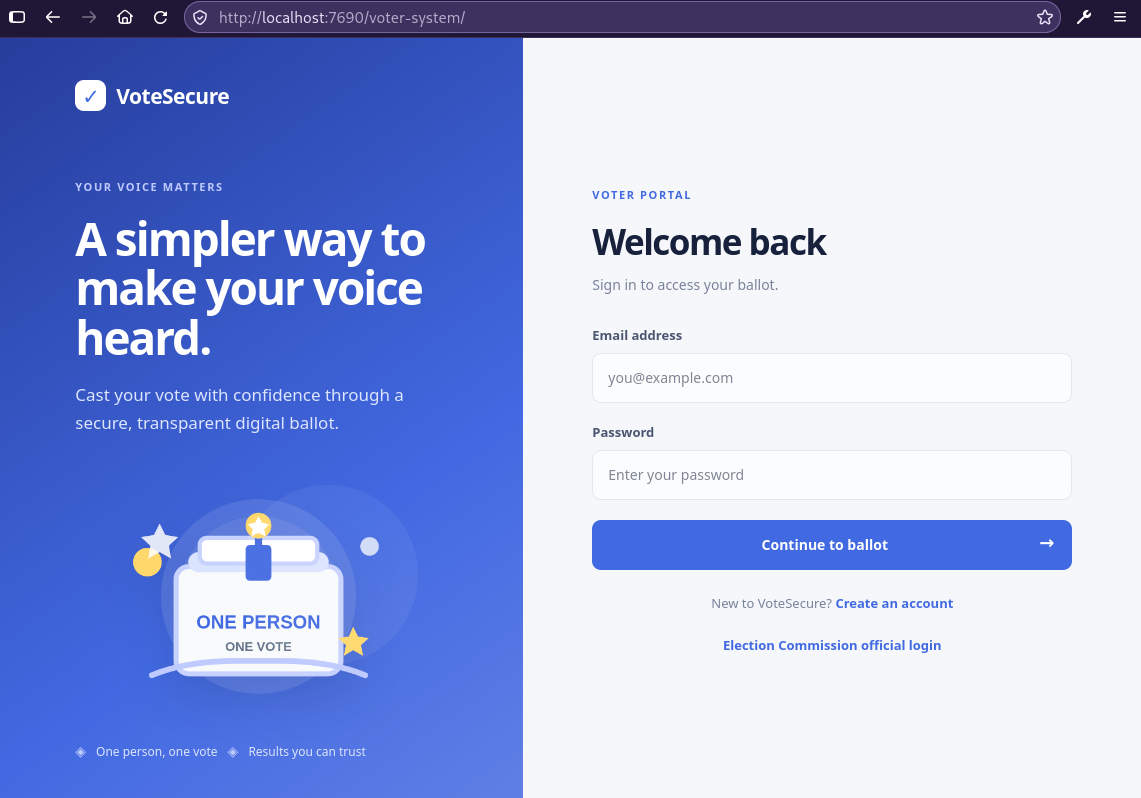 http://localhost:7690/voter-system/
✓ VoteSecure
YOUR VOICE MATTERS
A simpler way to
make your voice
heard.
Cast your vote with confidence through a
secure, transparent digital ballot.
ONE PERSON
ONE VOTE
◈ One person, one vote ◈ Results you can trust
VOTER PORTAL
Welcome back
Sign in to access your ballot.
Email address
you@example.com
Password
Enter your password
Continue to ballot →
New to VoteSecure? Create an account
Election Commission official login